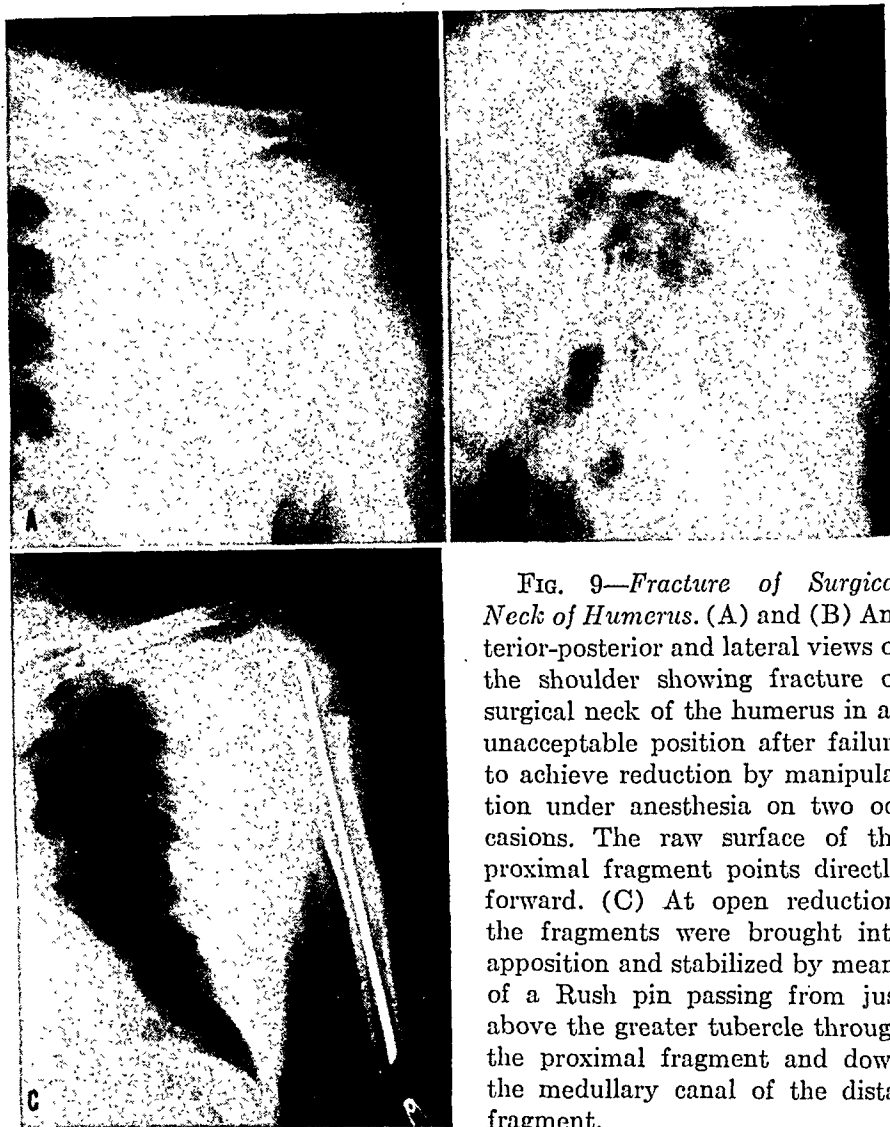 A
C
FIG. 9—Fracture of Surgica
Neck of Humerus. (A) and (B) An
terior-posterior and lateral views o
the shoulder showing fracture o
surgical neck of the humerus in a
unacceptable position after failur
to achieve reduction by manipula
tion under anesthesia on two oc
casions. The raw surface of th
proximal fragment points directl
forward. (C) At open reduction
the fragments were brought int
apposition and stabilized by mean
of a Rush pin passing from jus
above the greater tubercle throug
the proximal fragment and dow
the medullary canal of the dista
fragment.